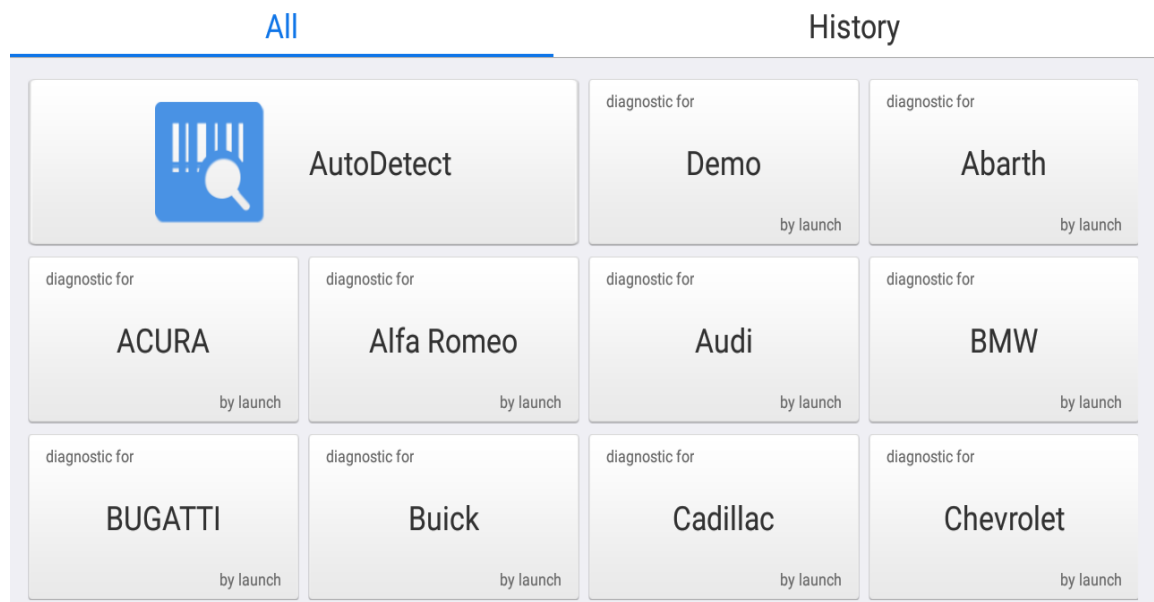 All
History
AutoDetect
diagnostic for
Demo
by launch
diagnostic for
Abarth
by launch
diagnostic for
ACURA
by launch
diagnostic for
Alfa Romeo
by launch
diagnostic for
Audi
by launch
diagnostic for
BMW
by launch
diagnostic for
BUGATTI
by launch
diagnostic for
Buick
by launch
diagnostic for
Cadillac
by launch
diagnostic for
Chevrolet
by launch